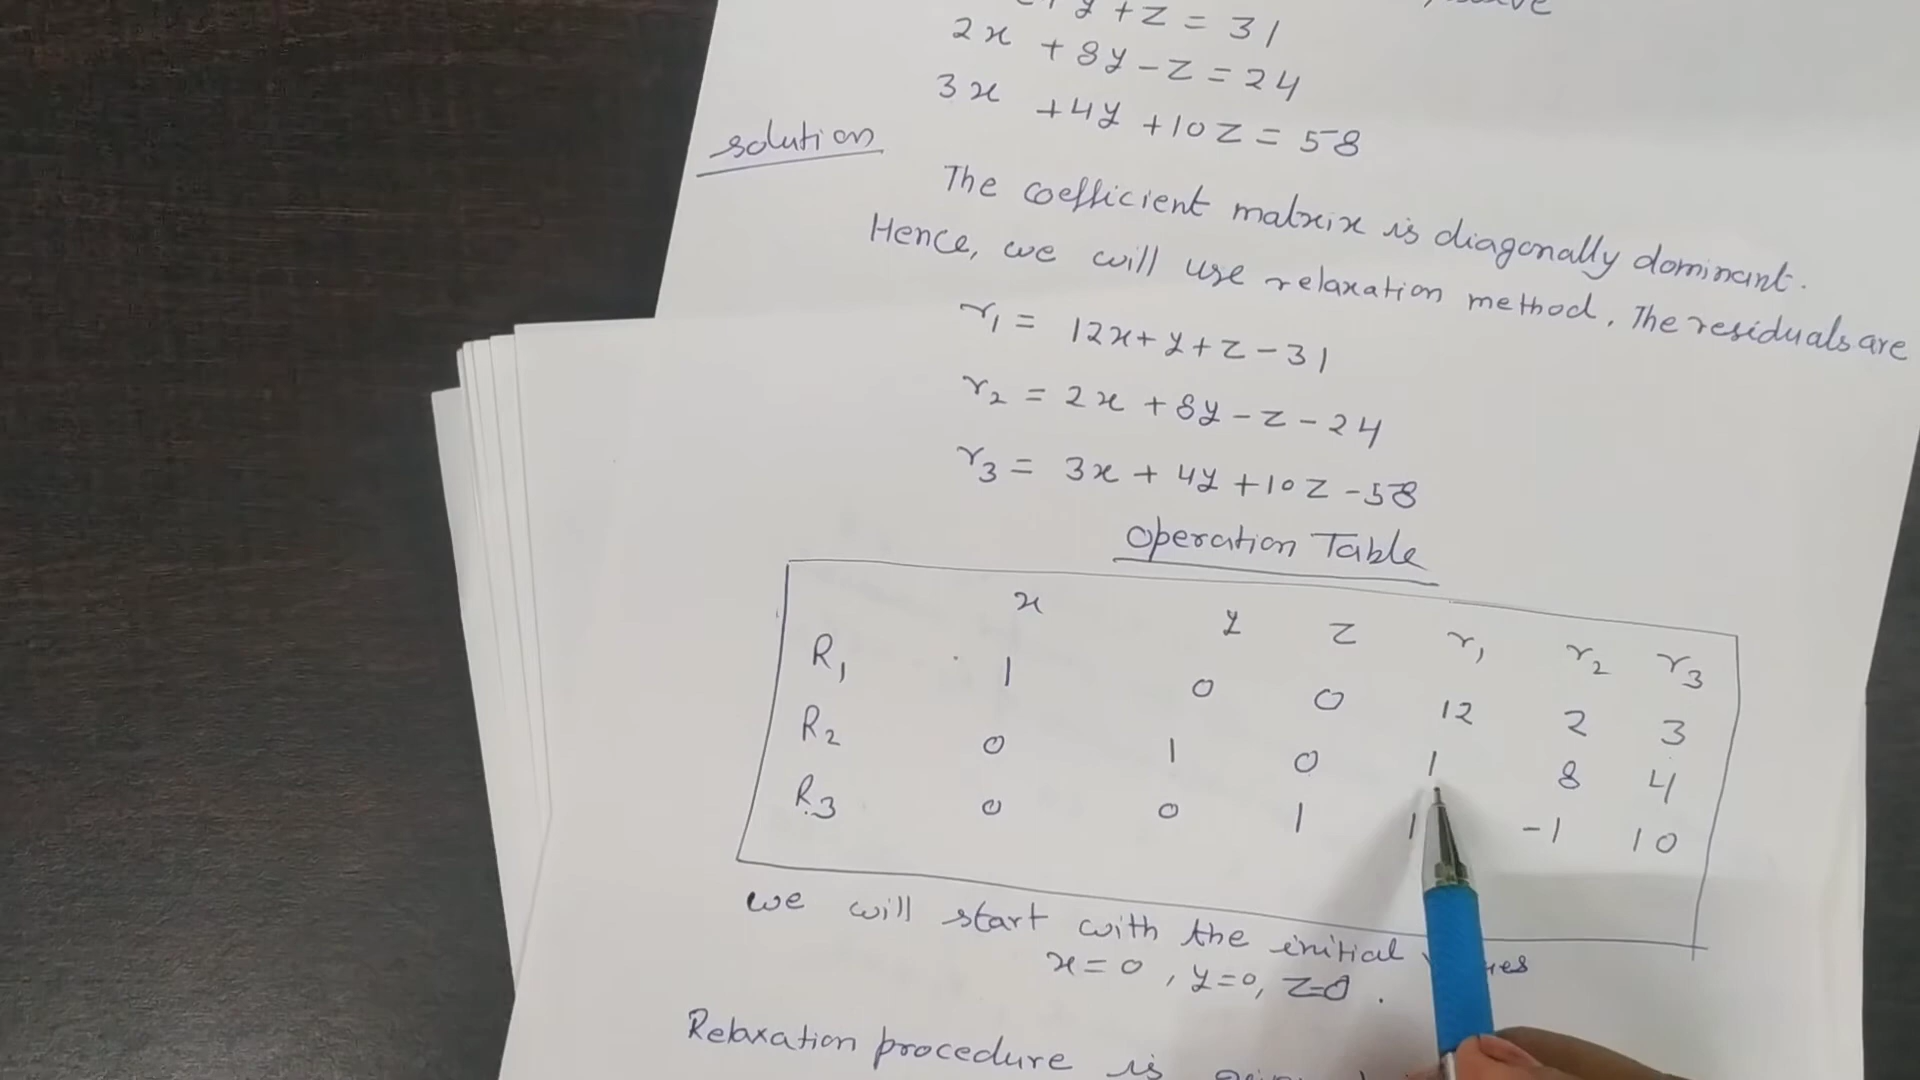 y + z = 31
2x + 8y - z = 24
3x + 4y + 10z = 58
solution
The coefficient matrix is diagonally dominant.
Hence, we will use relaxation method. The residuals are
r₁ = 12x + y + z - 31
r₂ = 2x + 8y - z - 24
r₃ = 3x + 4y + 10z - 58
Operation Table
x y z r₁ r₂ r₃
R₁ 1 0 0 12 2 3
R₂ 0 1 0 1 8 4
R₃ 0 0 1 1 -1 10
we will start with the initial
x = 0, y = 0, z = 0.
Relaxation procedure is